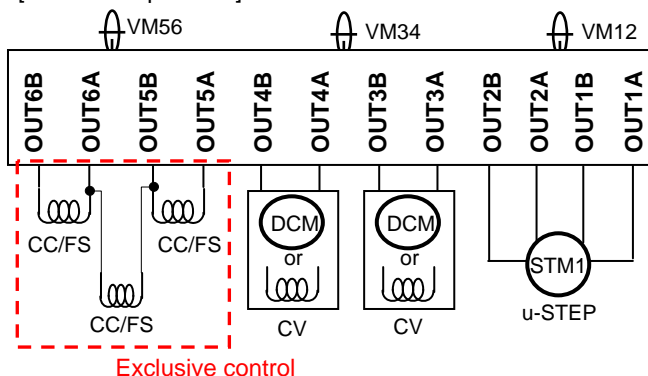 VM56
VM34
VM12
OUT6B
OUT6A
OUT5B
OUT5A
OUT4B
OUT4A
OUT3B
OUT3A
OUT2B
OUT2A
OUT1B
OUT1A
CC/FS
CC/FS
CC/FS
DCM
or
CV
DCM
or
CV
STM1
u-STEP
Exclusive control